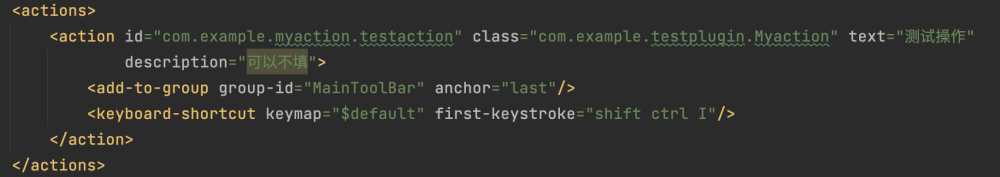 <actions>
<action id="com.example.myaction.testaction" class="com.example.testplugin.Myaction" text="测试操作"
description="可以不填">
<add-to-group group-id="MainToolBar" anchor="last"/>
<keyboard-shortcut keymap="$default" first-keystroke="shift ctrl I"/>
</action>
</actions>